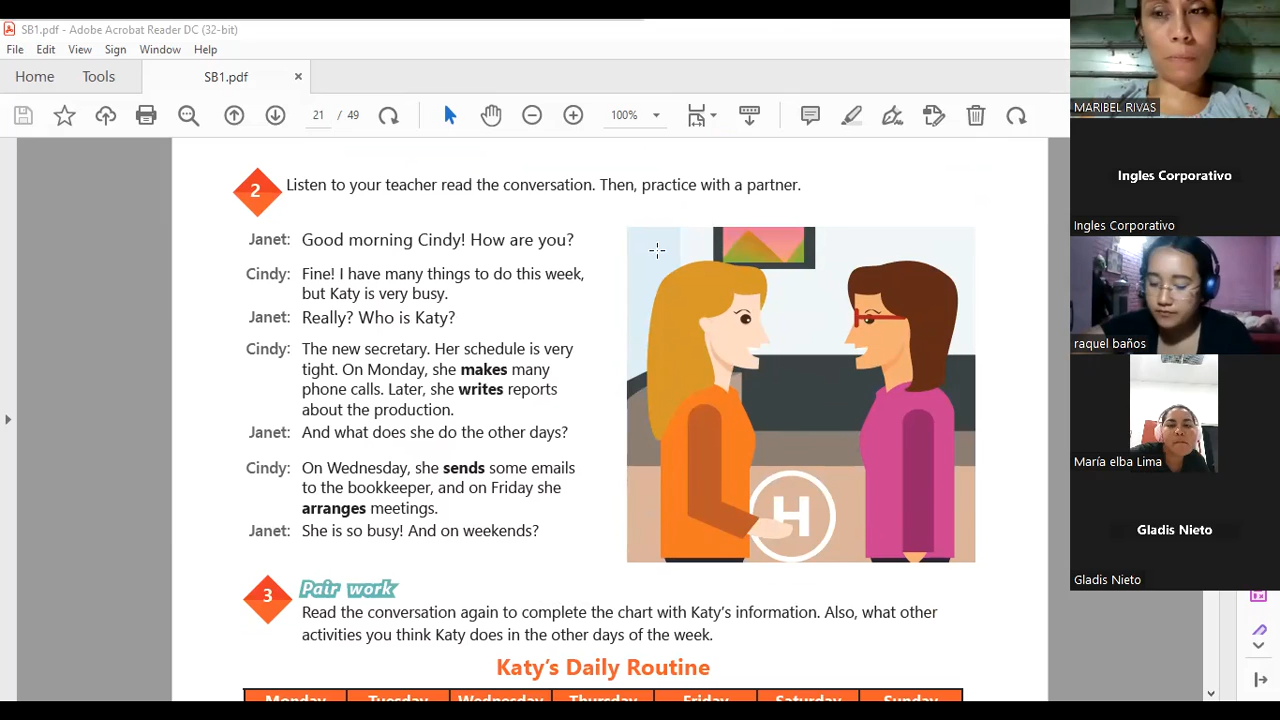 SB1.pdf - Adobe Acrobat Reader DC (32-bit)
File Edit View Sign Window Help
Home Tools SB1.pdf ×
21 / 49 100%
2 Listen to your teacher read the conversation. Then, practice with a partner.
Janet: Good morning Cindy! How are you?
Cindy: Fine! I have many things to do this week,
but Katy is very busy.
Janet: Really? Who is Katy?
Cindy: The new secretary. Her schedule is very
tight. On Monday, she makes many
phone calls. Later, she writes reports
about the production.
Janet: And what does she do the other days?
Cindy: On Wednesday, she sends some emails
to the bookkeeper, and on Friday she
arranges meetings.
Janet: She is so busy! And on weekends?
H
3 Pair work
Read the conversation again to complete the chart with Katy's information. Also, what other
activities you think Katy does in the other days of the week.
Katy's Daily Routine
Monday Tuesday Wednesday Thursday Friday Saturday Sunday
MARIBEL RIVAS
Ingles Corporativo
Ingles Corporativo
raquel baños
María elba Lima
Gladis Nieto
Gladis Nieto